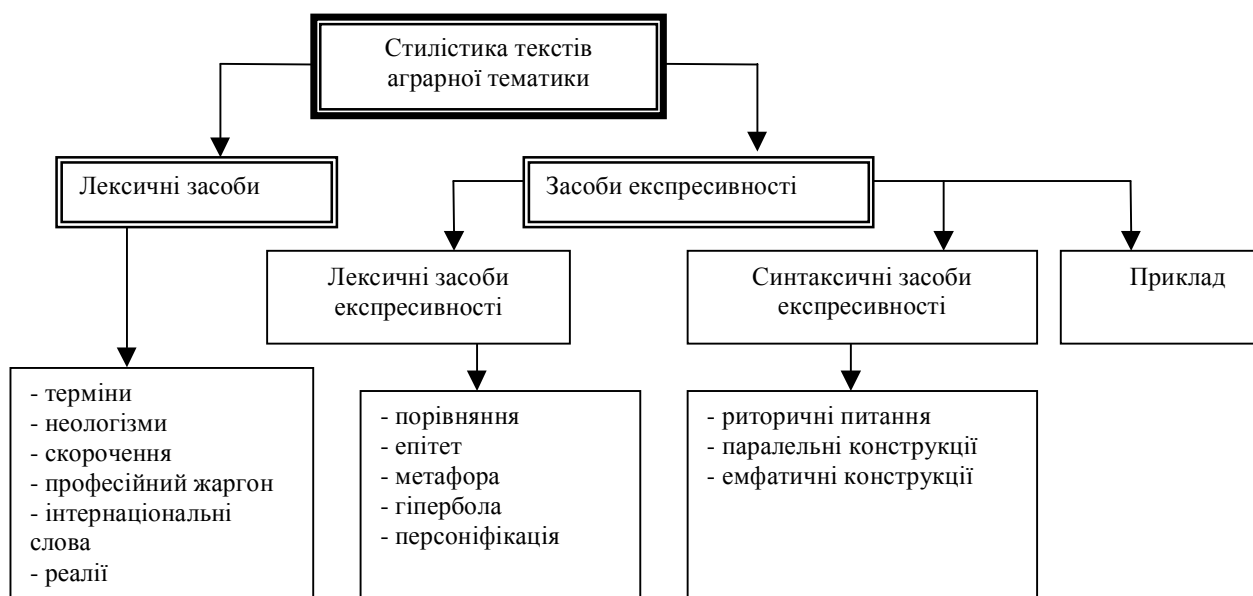 Стилістика текстів
аграрної тематики
Лексичні засоби
Засоби експресивності
Лексичні засоби
експресивності
Синтаксичні засоби
експресивності
Приклад
- терміни
- неологізми
- скорочення
- професійний жаргон
- інтернаціональні
слова
- реалії
- порівняння
- епітет
- метафора
- гіпербола
- персоніфікація
- риторичні питання
- паралельні конструкції
- емфатичні конструкції